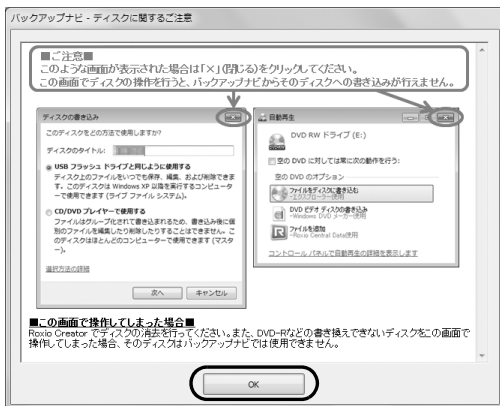 バックアップナビ - ディスクに関するご注意
■ご注意■
このような画面が表示された場合は「×」(閉じる)をクリックしてください。
この画面でディスクの操作を行うと、バックアップナビからそのディスクへの書き込みが行えません。
ディスクの書き込み
このディスクをどの方法で使用しますか?
ディスクのタイトル:
USB フラッシュ ドライブと同じように使用する
ディスク上のファイルをいつでも保存、編集、および削除できま
す。このディスクは Windows XP 以降を実行するコンピューター
で使用できます (ライブ ファイル システム)。
CD/DVD プレイヤーで使用する
ファイルはグループ化されて書き込まれるため、書き込み後に個
別のファイルを編集したり削除したりすることはできません。こ
のディスクはほとんどのコンピューターで使用できます (マスタ
ー)。
選択方法の詳細
次へ
キャンセル
自動再生
DVD RW ドライブ (E:)
空の DVD に対しては常に次の動作を行う:
空の DVD のオプション
ファイルをディスクに書き込む
-エクスプローラー使用
DVD ビデオ ディスクの書き込み
-Windows DVD メーカー使用
ファイルを追加
-Roxio Central Data使用
コントロール パネルで自動再生の詳細を表示します
■この画面で操作してしまった場合■
Roxio Creator でディスクの消去を行ってください。また、DVD-Rなどの書き換えできないディスクをこの画面で
操作してしまった場合、そのディスクはバックアップナビでは使用できません。
OK